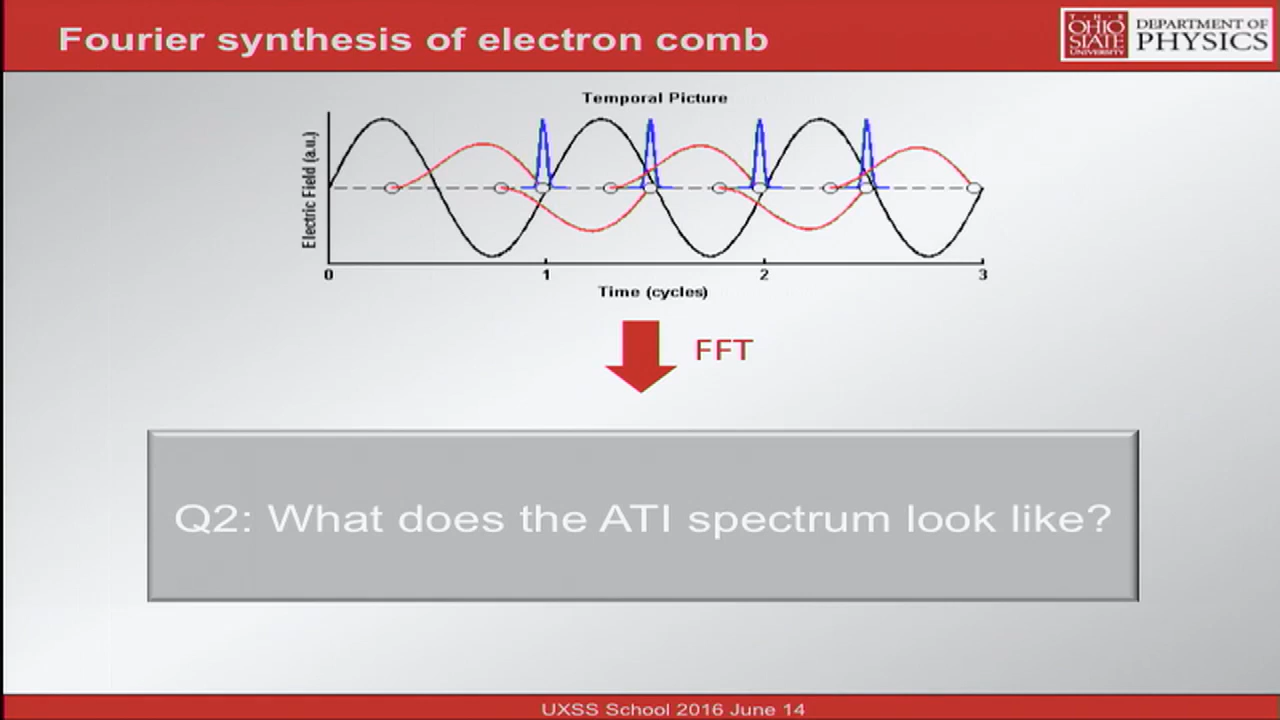 Fourier synthesis of electron comb
T·H·E
OHIO
STATE
UNIVERSITY
DEPARTMENT OF
PHYSICS
Temporal Picture
Electric Field (a.u.)
0 1 2 3
Time (cycles)
FFT
Q2: What does the ATI spectrum look like?
UXSS School 2016 June 14